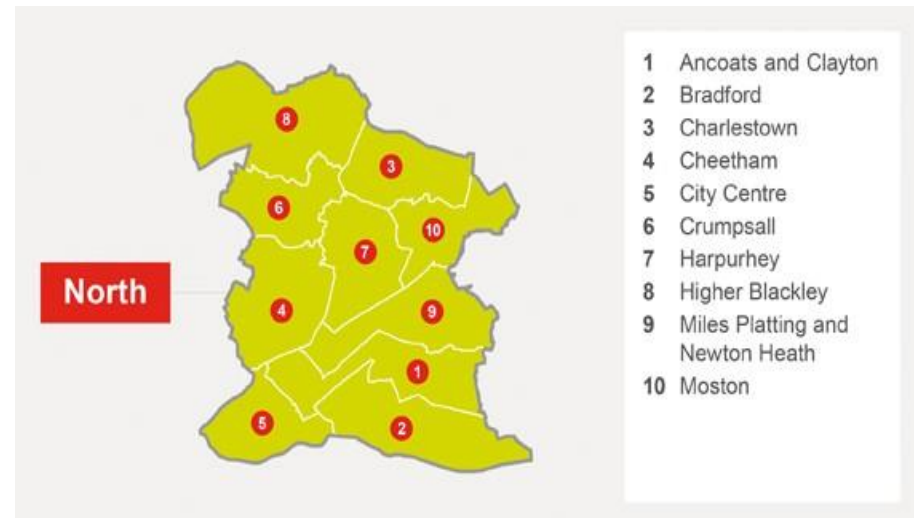 8
3
6
10
7
North
4
9
1
5
2
1 Ancoats and Clayton
2 Bradford
3 Charlestown
4 Cheetham
5 City Centre
6 Crumpsall
7 Harpurhey
8 Higher Blackley
9 Miles Platting and
Newton Heath
10 Moston